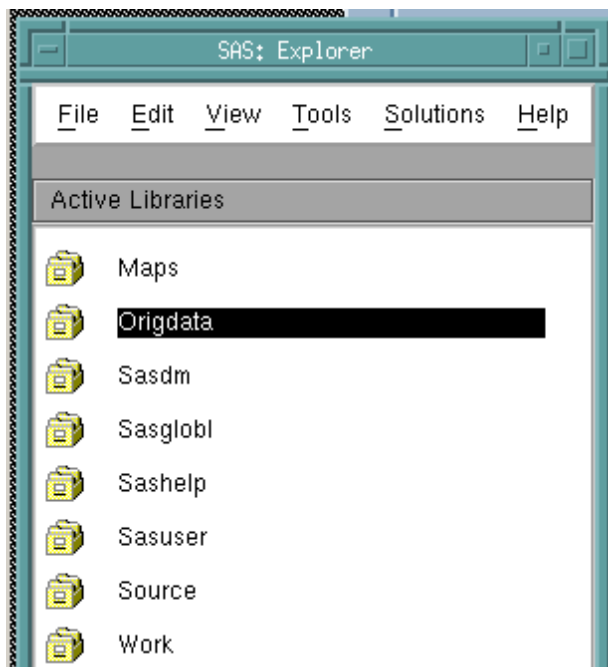 SAS: Explorer
File Edit View Tools Solutions Help
Active Libraries
Maps
Origdata
Sasdm
Sasglobl
Sashelp
Sasuser
Source
Work